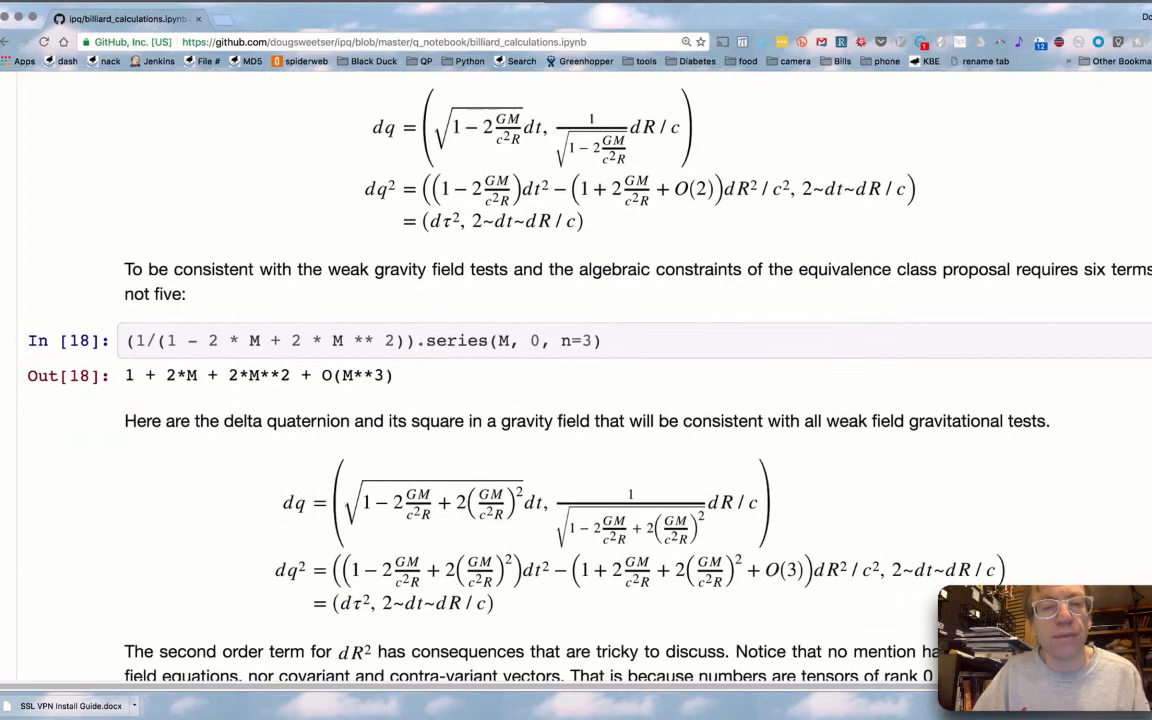 Do
ipq/billiard_calculations.ipynb ×
GitHub, Inc. [US] https://github.com/dougsweetser/ipq/blob/master/q_notebook/billiard_calculations.ipynb
Apps dash nack Jenkins File # MD5 spiderweb Black Duck QP Python Search Greenhopper tools Diabetes food camera Bills phone KBE rename tab » Other Bookma
dq = (√(1 − 2 GM/c²R) dt, 1/√(1 − 2 GM/c²R) dR / c)
dq² = ((1 − 2 GM/c²R)dt² − (1 + 2 GM/c²R + O(2))dR² / c², 2~dt~dR / c)
= (dτ², 2~dt~dR / c)
To be consistent with the weak gravity field tests and the algebraic constraints of the equivalence class proposal requires six terms
not five:
In [18]: (1/(1 - 2 * M + 2 * M ** 2)).series(M, 0, n=3)
Out[18]: 1 + 2*M + 2*M**2 + O(M**3)
Here are the delta quaternion and its square in a gravity field that will be consistent with all weak field gravitational tests.
dq = (√(1 − 2 GM/c²R + 2(GM/c²R)²) dt, 1/√(1 − 2 GM/c²R + 2(GM/c²R)²) dR / c)
dq² = ((1 − 2 GM/c²R + 2(GM/c²R)²)dt² − (1 + 2 GM/c²R + 2(GM/c²R)² + O(3))dR² / c², 2~dt~dR / c)
= (dτ², 2~dt~dR / c)
The second order term for dR² has consequences that are tricky to discuss. Notice that no mention ha
field equations, nor covariant and contra-variant vectors. That is because numbers are tensors of rank 0
SSL VPN Install Guide.docx